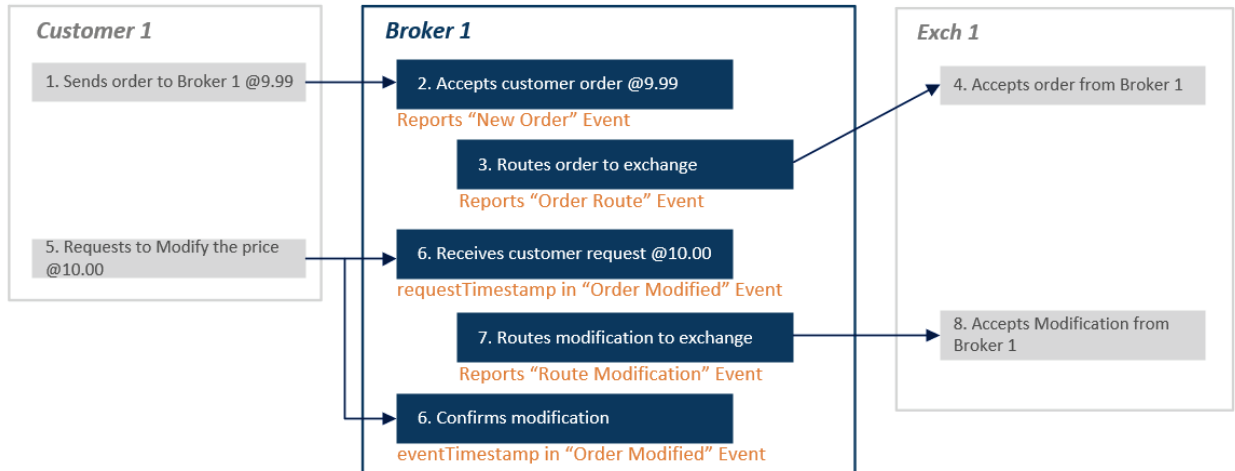 Customer 1
1. Sends order to Broker 1 @9.99
5. Requests to Modify the price
@10.00
Broker 1
2. Accepts customer order @9.99
Reports “New Order” Event
3. Routes order to exchange
Reports “Order Route” Event
6. Receives customer request @10.00
requestTimestamp in “Order Modified” Event
7. Routes modification to exchange
Reports “Route Modification” Event
6. Confirms modification
eventTimestamp in “Order Modified” Event
Exch 1
4. Accepts order from Broker 1
8. Accepts Modification from
Broker 1